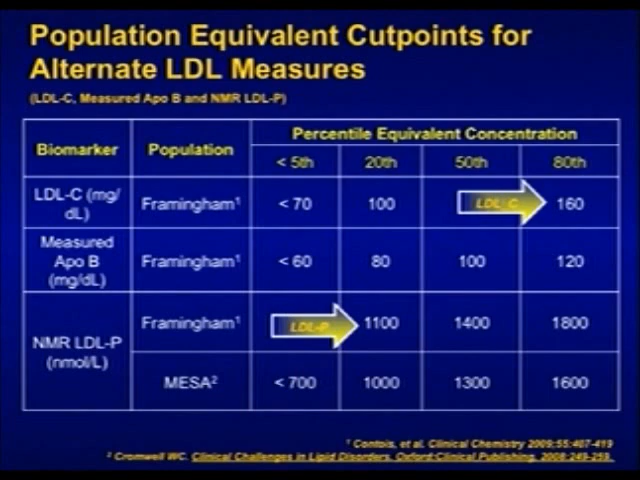 Population Equivalent Cutpoints for
Alternate LDL Measures
(LDL-C, Measured Apo B and NMR LDL-P)
Biomarker Population Percentile Equivalent Concentration
< 5th 20th 50th 80th
LDL-C (mg/
dL) Framingham¹ < 70 100 LDL-C 160
Measured
Apo B
(mg/dL) Framingham¹ < 60 80 100 120
NMR LDL-P
(nmol/L) Framingham¹ LDL-P 1100 1400 1800
MESA² < 700 1000 1300 1600
¹ Contois, et al. Clinical Chemistry 2009;55:407-419
² Cromwell WC. Clinical Challenges in Lipid Disorders. Oxford:Clinical Publishing, 2008:249-259.